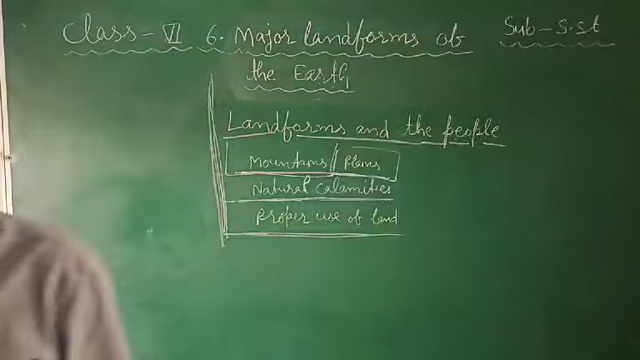 Class - VI 6. Major landforms of Sub - S.St
the Earth
Landforms and the people
Mountains / Plains
Natural calamities
Proper use of land